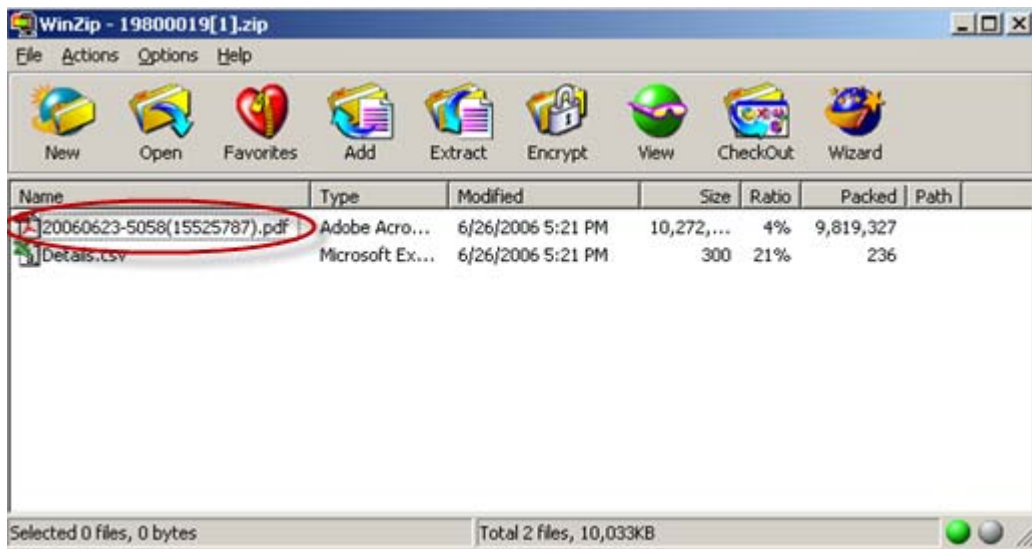 WinZip - 19800019[1].zip
File Actions Options Help
New Open Favorites Add Extract Encrypt View CheckOut Wizard
Name Type Modified Size Ratio Packed Path
20060623-5058(15525787).pdf Adobe Acro... 6/26/2006 5:21 PM 10,272,... 4% 9,819,327
Details.csv Microsoft Ex... 6/26/2006 5:21 PM 300 21% 236
Selected 0 files, 0 bytes Total 2 files, 10,033KB